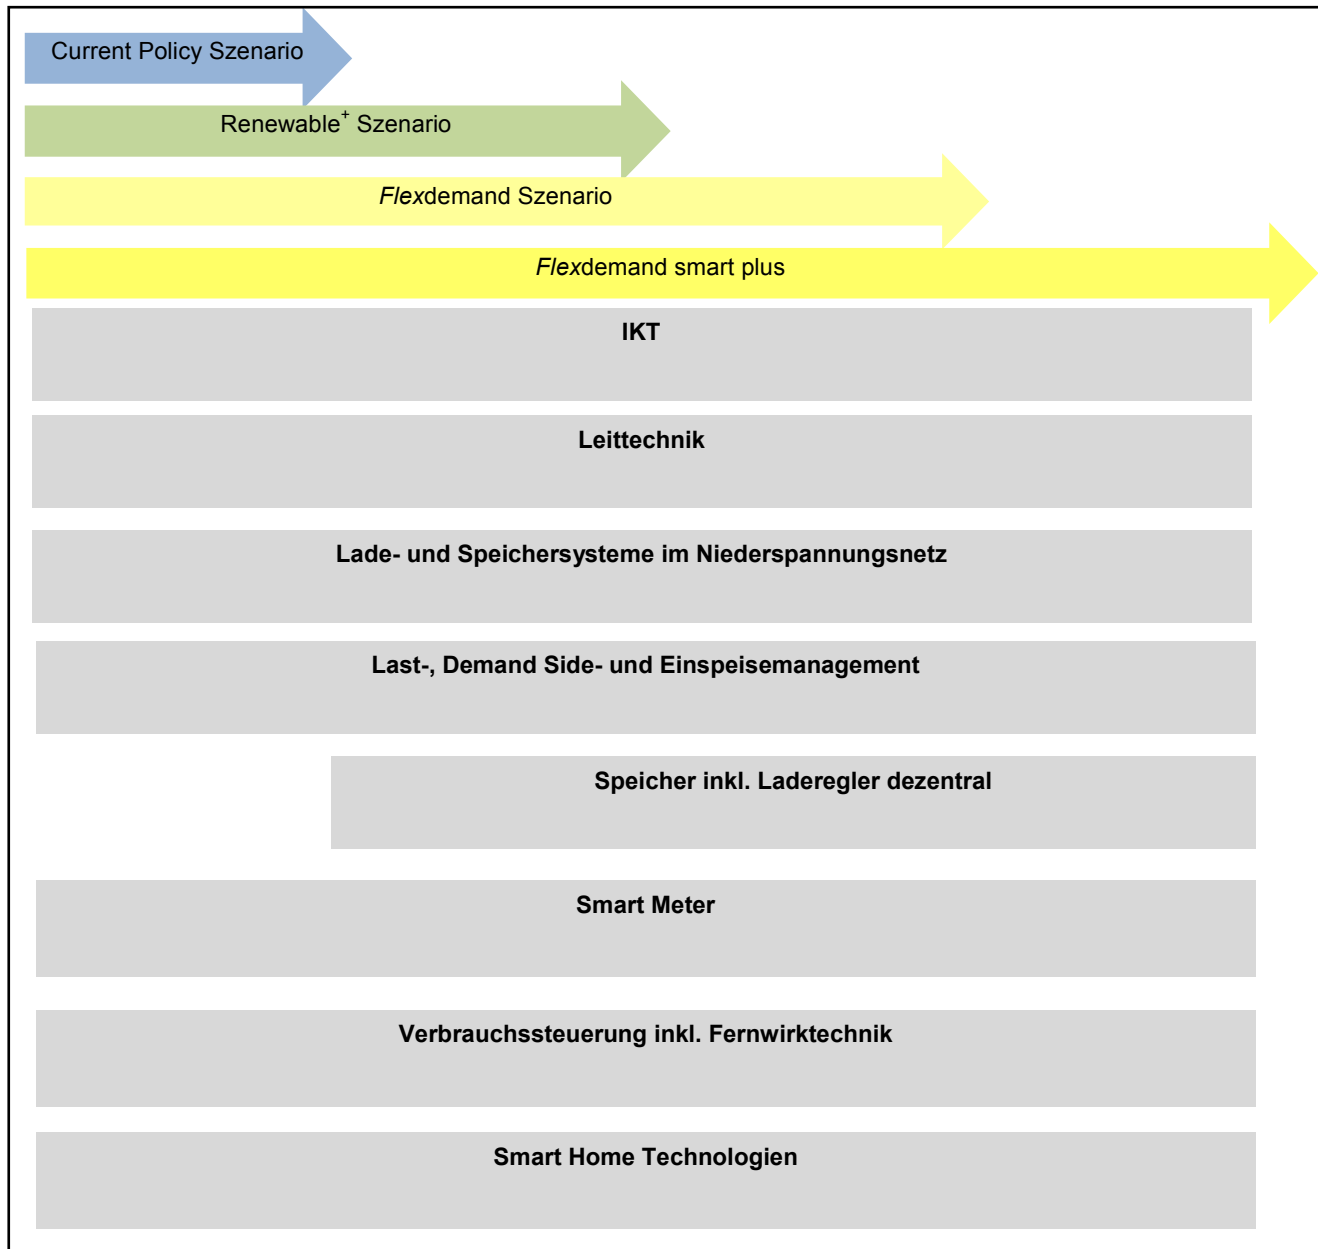 Current Policy Szenario
Renewable⁺ Szenario
Flexdemand Szenario
Flexdemand smart plus
IKT
Leittechnik
Lade- und Speichersysteme im Niederspannungsnetz
Last-, Demand Side- und Einspeisemanagement
Speicher inkl. Laderegler dezentral
Smart Meter
Verbrauchssteuerung inkl. Fernwirktechnik
Smart Home Technologien